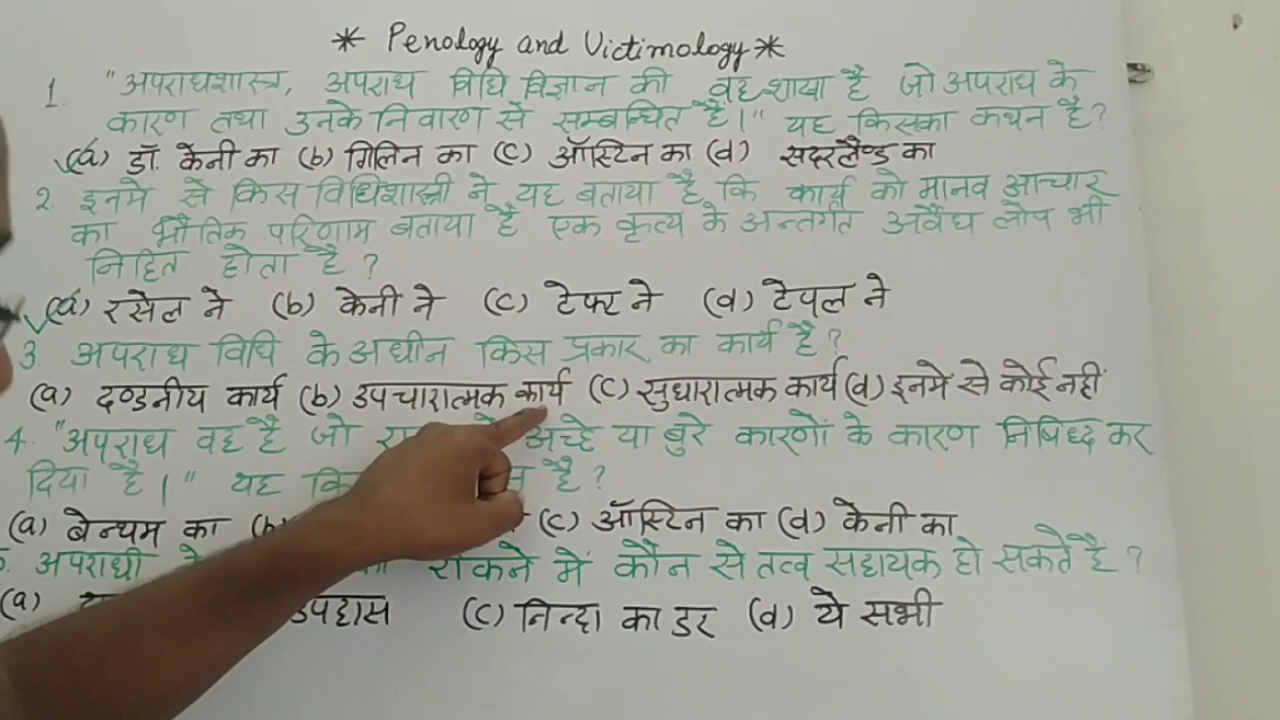 * Penology and Victimology *
1. "अपराधशास्त्र, अपराध विधि विज्ञान की वह शाखा है जो अपराध के
कारण तथा उनके निवारण से सम्बन्धित है।" यह किसका कथन है?
(a) डॉ. केनी का (b) गिलिन का (c) ऑस्टिन का (d) सदरलैण्ड का
2. इनमे से किस विधिशास्त्री ने यह बताया है कि कार्य को मानव आचार
का भौतिक परिणाम बताया है एक कृत्य के अन्तर्गत अवैध लोप भी
निहित होता है ?
(a) रसेल ने (b) केनी ने (c) टेफ्ट ने (d) टेपल ने
3. अपराध विधि के अधीन किस प्रकार का कार्य है?
(a) दण्डनीय कार्य (b) उपचारात्मक कार्य (c) सुधारात्मक कार्य (d) इनमें से कोई नहीं
4. "अपराध वह है जो अच्छे या बुरे कारणों के कारण निषिध्द कर
दिया है।" यह है?
(a) बेन्थम का (c) ऑस्टिन का (d) केनी का
5. अपराधी रोकने में कौन से तत्व सहायक हो सकते हैं ?
(a) उपहास (c) निन्दा का डर (d) ये सभी